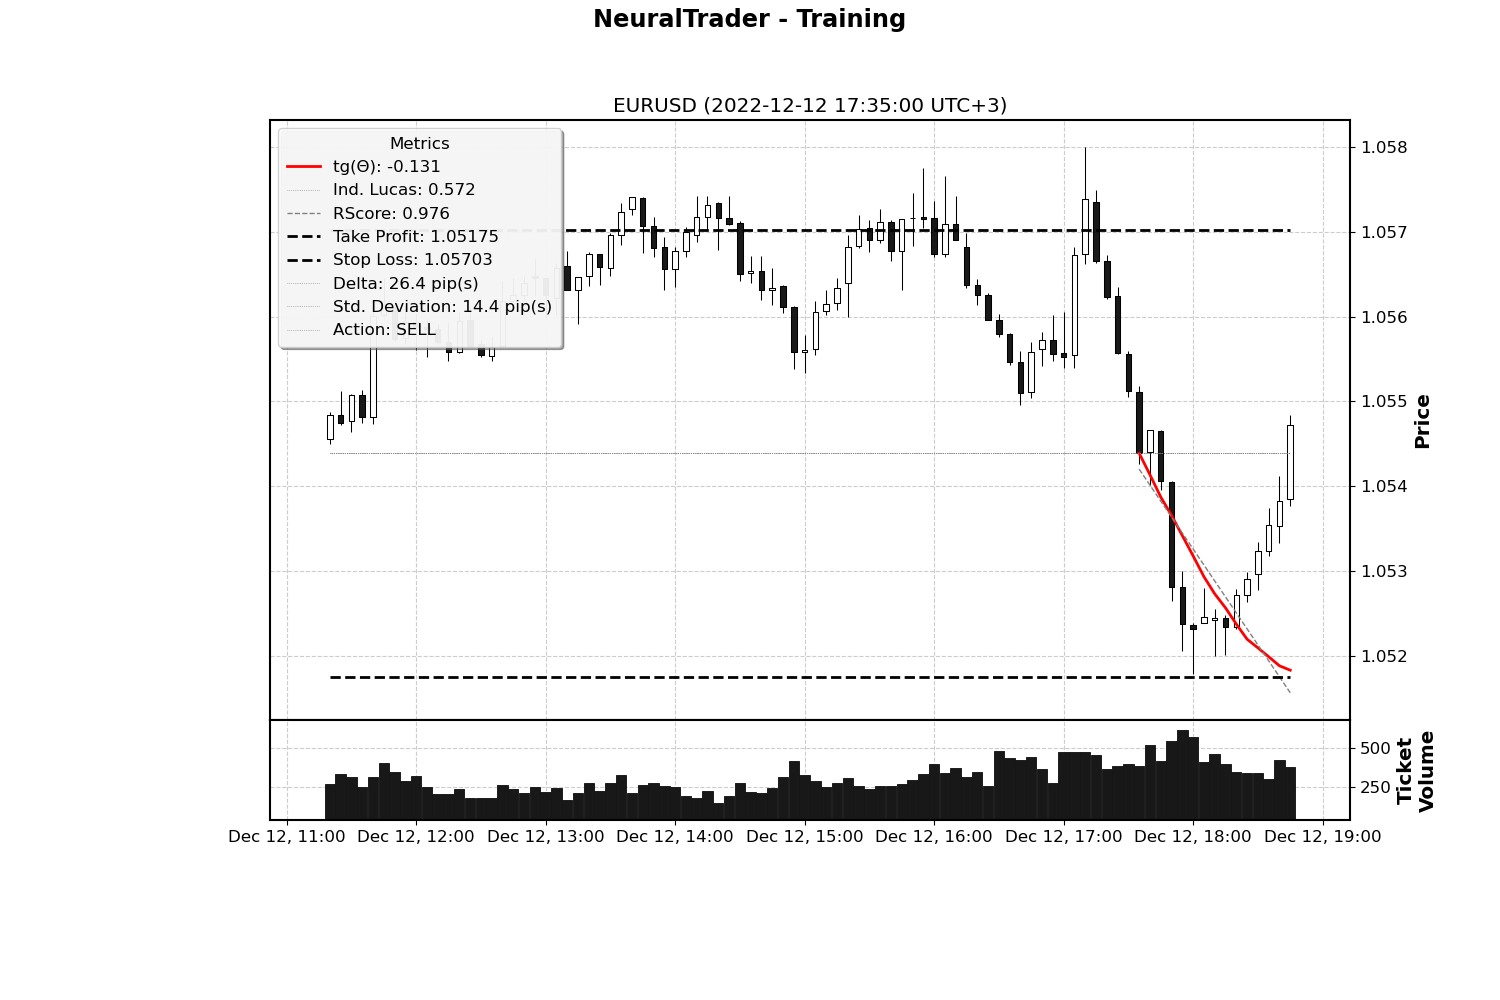 NeuralTrader - Training
EURUSD (2022-12-12 17:35:00 UTC+3)
Metrics
tg(Θ): -0.131
Ind. Lucas: 0.572
RScore: 0.976
Take Profit: 1.05175
Stop Loss: 1.05703
Delta: 26.4 pip(s)
Std. Deviation: 14.4 pip(s)
Action: SELL
1.058
1.057
1.056
1.055
1.054
1.053
1.052
Price
500
250
Ticket
Volume
Dec 12, 11:00
Dec 12, 12:00
Dec 12, 13:00
Dec 12, 14:00
Dec 12, 15:00
Dec 12, 16:00
Dec 12, 17:00
Dec 12, 18:00
Dec 12, 19:00